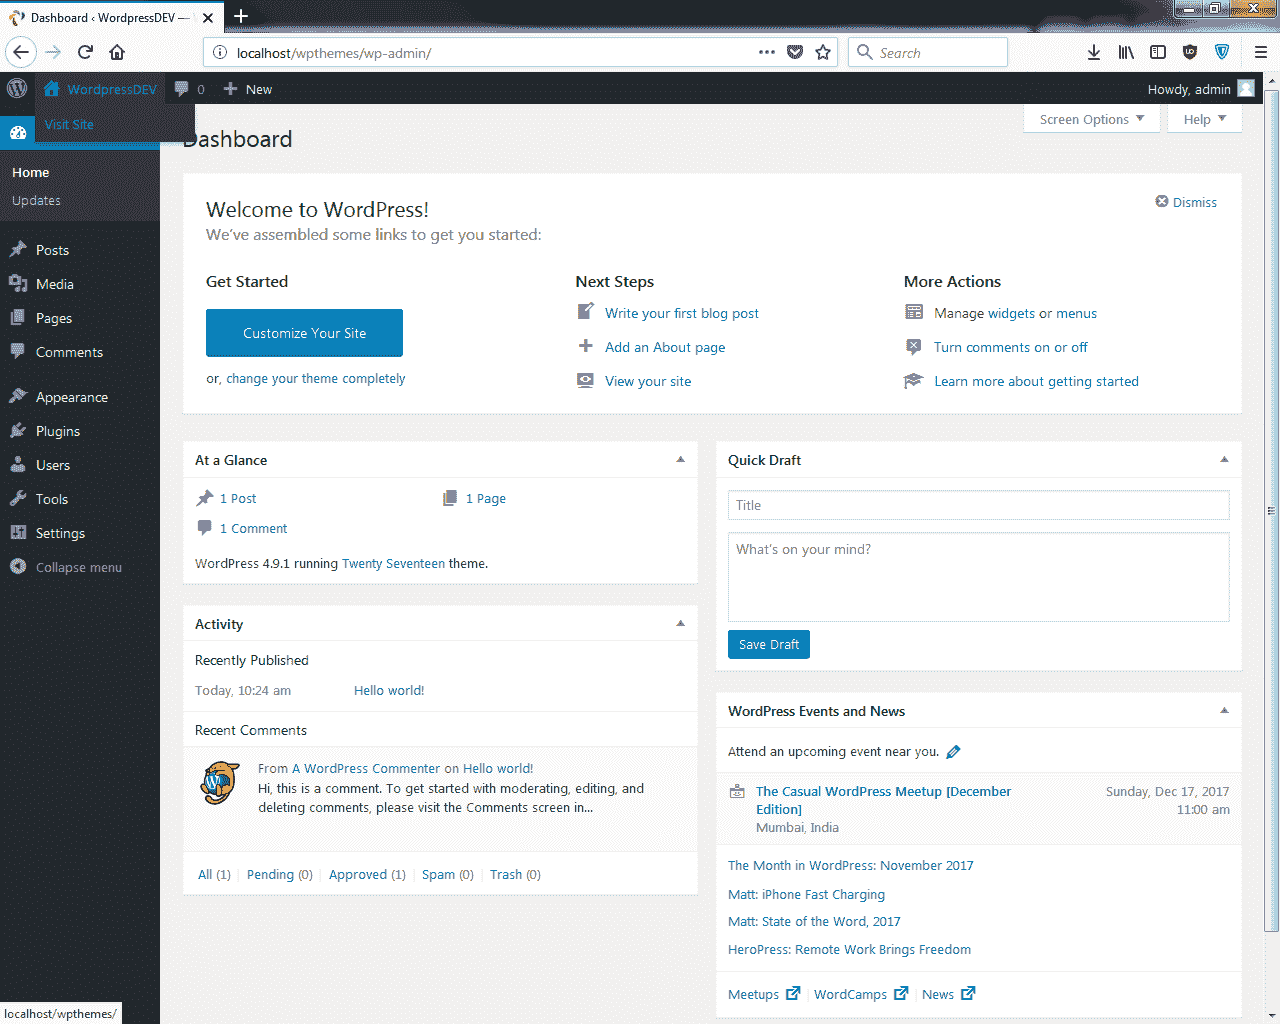 Dashboard ‹ WordpressDEV —
localhost/wpthemes/wp-admin/
Search
WordpressDEV
0
New
Howdy, admin
Visit Site
Screen Options
Help
Dashboard
Home
Updates
Posts
Media
Pages
Comments
Appearance
Plugins
Users
Tools
Settings
Collapse menu
Welcome to WordPress!
We've assembled some links to get you started:
Dismiss
Get Started
Customize Your Site
or, change your theme completely
Next Steps
Write your first blog post
Add an About page
View your site
More Actions
Manage widgets or menus
Turn comments on or off
Learn more about getting started
At a Glance
1 Post
1 Page
1 Comment
WordPress 4.9.1 running Twenty Seventeen theme.
Activity
Recently Published
Today, 10:24 am
Hello world!
Recent Comments
From A WordPress Commenter on Hello world!
Hi, this is a comment. To get started with moderating, editing, and
deleting comments, please visit the Comments screen in...
All (1)
Pending (0)
Approved (1)
Spam (0)
Trash (0)
Quick Draft
Title
What's on your mind?
Save Draft
WordPress Events and News
Attend an upcoming event near you.
The Casual WordPress Meetup [December
Edition]
Mumbai, India
Sunday, Dec 17, 2017
11:00 am
The Month in WordPress: November 2017
Matt: iPhone Fast Charging
Matt: State of the Word, 2017
HeroPress: Remote Work Brings Freedom
Meetups
WordCamps
News
localhost/wpthemes/